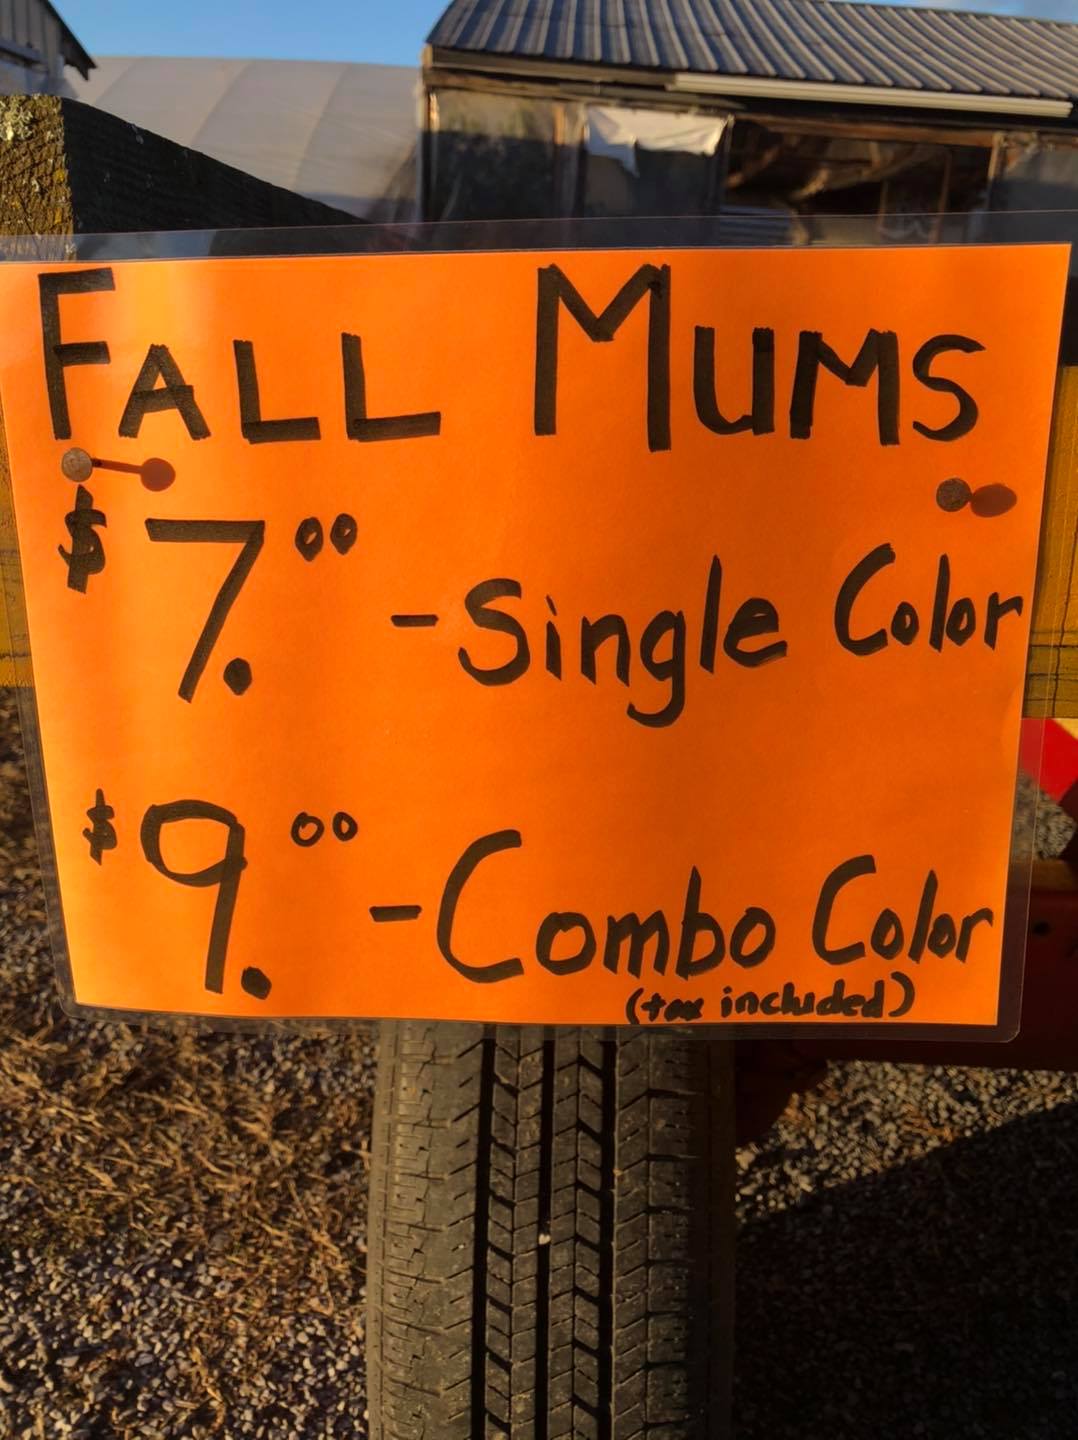 FALL MUMS
$7.00 - Single Color
$9.00 - Combo Color
(tax included)